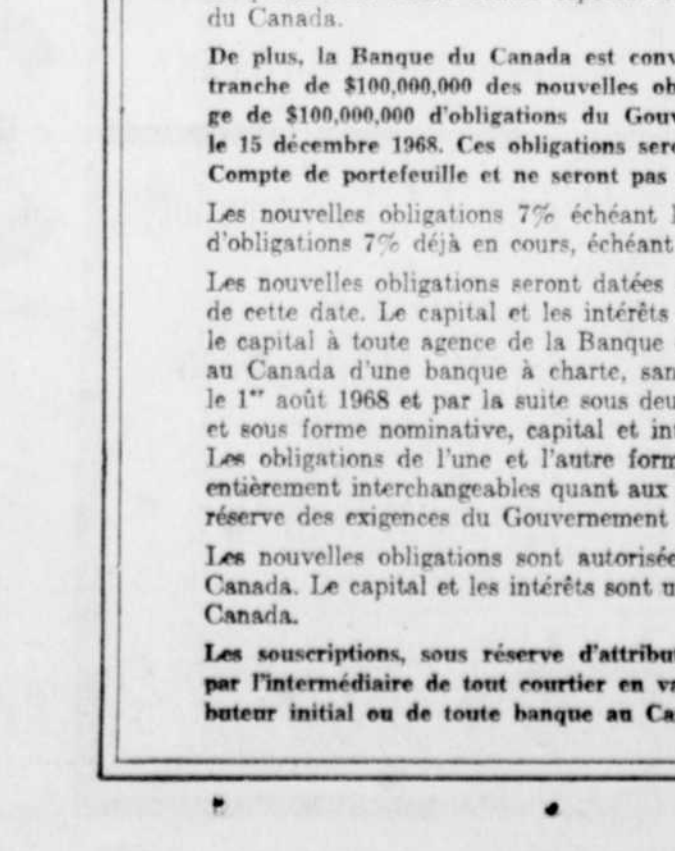 du Canada.
De plus, la Banque du Canada est conv
tranche de $100,000,000 des nouvelles ob
ge de $100,000,000 d'obligations du Gouv
le 15 décembre 1968. Ces obligations sero
Compte de portefeuille et ne seront pas
Les nouvelles obligations 7% échéant l
d'obligations 7% déjà en cours, échéant
Les nouvelles obligations seront datées
de cette date. Le capital et les intérêts
le capital à toute agence de la Banque
au Canada d'une banque à charte, san
le 1er août 1968 et par la suite sous deu
et sous forme nominative, capital et in
Les obligations de l'une et l'autre form
entièrement interchangeables quant aux
réserve des exigences du Gouvernement
Les nouvelles obligations sont autorisée
Canada. Le capital et les intérêts sont u
Canada.
Les souscriptions, sous réserve d'attribu
par l'intermédiaire de tout courtier en va
buteur initial ou de toute banque au Ca